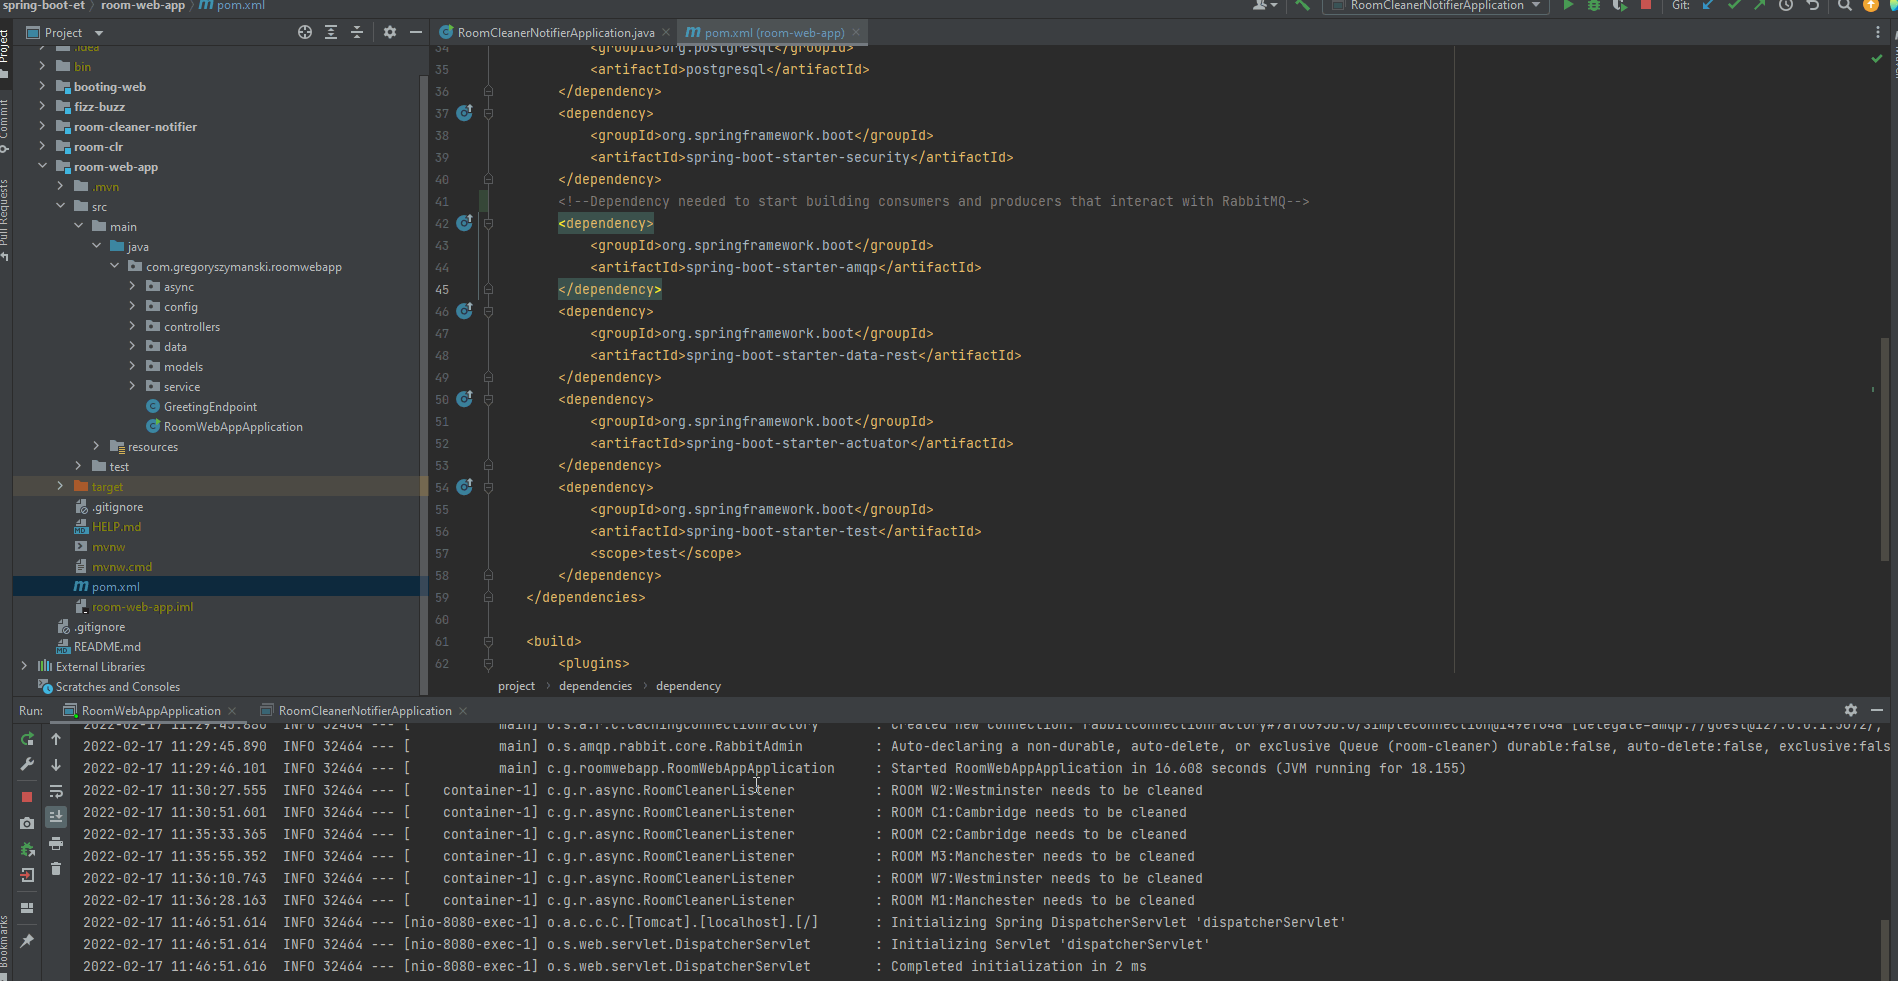 spring-boot-et › room-web-app › m pom.xml
RoomCleanerNotifierApplication
Git:
Project
RoomCleanerNotifierApplication.java
pom.xml (room-web-app)
Project
Commit
Pull Requests
Bookmarks
.idea
bin
booting-web
fizz-buzz
room-cleaner-notifier
room-clr
room-web-app
.mvn
src
main
java
com.gregoryszymanski.roomwebapp
async
config
controllers
data
models
service
GreetingEndpoint
RoomWebAppApplication
resources
test
target
.gitignore
HELP.md
mvnw
mvnw.cmd
pom.xml
room-web-app.iml
.gitignore
README.md
External Libraries
Scratches and Consoles
34 <groupId>org.postgresql</groupId>
35 <artifactId>postgresql</artifactId>
36 </dependency>
37 <dependency>
38 <groupId>org.springframework.boot</groupId>
39 <artifactId>spring-boot-starter-security</artifactId>
40 </dependency>
41 <!--Dependency needed to start building consumers and producers that interact with RabbitMQ-->
42 <dependency>
43 <groupId>org.springframework.boot</groupId>
44 <artifactId>spring-boot-starter-amqp</artifactId>
45 </dependency>
46 <dependency>
47 <groupId>org.springframework.boot</groupId>
48 <artifactId>spring-boot-starter-data-rest</artifactId>
49 </dependency>
50 <dependency>
51 <groupId>org.springframework.boot</groupId>
52 <artifactId>spring-boot-starter-actuator</artifactId>
53 </dependency>
54 <dependency>
55 <groupId>org.springframework.boot</groupId>
56 <artifactId>spring-boot-starter-test</artifactId>
57 <scope>test</scope>
58 </dependency>
59 </dependencies>
60
61 <build>
62 <plugins>
project › dependencies › dependency
Run: RoomWebAppApplication RoomCleanerNotifierApplication
2022-02-17 11:29:45.880 INFO 32464 --- [ main] o.s.a.r.c.CachingConnectionFactory : Created new connection:
2022-02-17 11:29:45.890 INFO 32464 --- [ main] o.s.amqp.rabbit.core.RabbitAdmin : Auto-declaring a non-durable, auto-delete, or exclusive Queue (room-cleaner) durable:false, auto-delete:false, exclusive:fals
2022-02-17 11:29:46.101 INFO 32464 --- [ main] c.g.roomwebapp.RoomWebAppApplication : Started RoomWebAppApplication in 16.608 seconds (JVM running for 18.155)
2022-02-17 11:30:27.555 INFO 32464 --- [ container-1] c.g.r.async.RoomCleanerListener : ROOM W2:Westminster needs to be cleaned
2022-02-17 11:30:51.601 INFO 32464 --- [ container-1] c.g.r.async.RoomCleanerListener : ROOM C1:Cambridge needs to be cleaned
2022-02-17 11:35:33.365 INFO 32464 --- [ container-1] c.g.r.async.RoomCleanerListener : ROOM C2:Cambridge needs to be cleaned
2022-02-17 11:35:55.352 INFO 32464 --- [ container-1] c.g.r.async.RoomCleanerListener : ROOM M3:Manchester needs to be cleaned
2022-02-17 11:36:10.743 INFO 32464 --- [ container-1] c.g.r.async.RoomCleanerListener : ROOM W7:Westminster needs to be cleaned
2022-02-17 11:36:28.163 INFO 32464 --- [ container-1] c.g.r.async.RoomCleanerListener : ROOM M1:Manchester needs to be cleaned
2022-02-17 11:46:51.614 INFO 32464 --- [nio-8080-exec-1] o.a.c.c.C.[Tomcat].[localhost].[/] : Initializing Spring DispatcherServlet 'dispatcherServlet'
2022-02-17 11:46:51.614 INFO 32464 --- [nio-8080-exec-1] o.s.web.servlet.DispatcherServlet : Initializing Servlet 'dispatcherServlet'
2022-02-17 11:46:51.616 INFO 32464 --- [nio-8080-exec-1] o.s.web.servlet.DispatcherServlet : Completed initialization in 2 ms